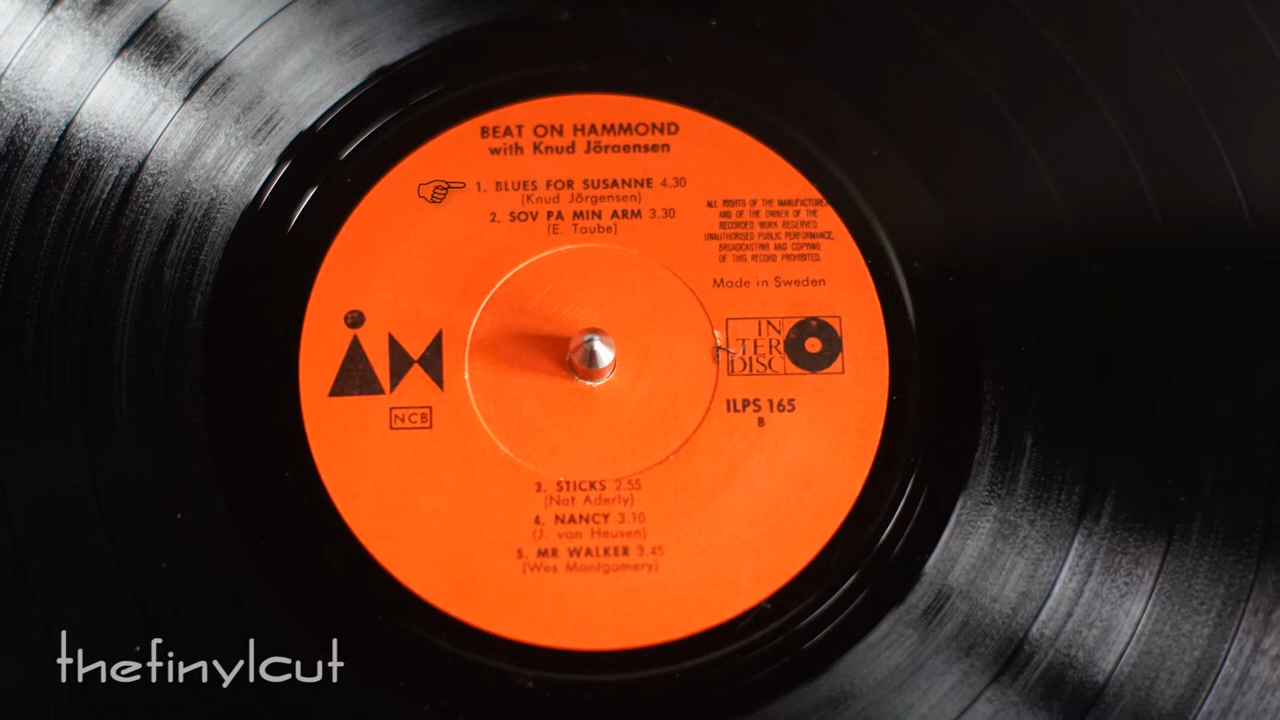 BEAT ON HAMMOND
with Knud Jörgensen
1. BLUES FOR SUSANNE 4.30
(Knud Jörgensen)
2. SOV PA MIN ARM 3.30
(E. Taube)
ALL RIGHTS OF THE MANUFACTURER
AND OF THE OWNER OF THE
RECORDED WORK RESERVED.
UNAUTHORISED PUBLIC PERFORMANCE,
BROADCASTING AND COPYING
OF THIS RECORD PROHIBITED.
Made in Sweden
ÅM
NCB
IN
TER
DISC
ILPS 165
B
3. STICKS 2.55
(Nat Aderly)
4. NANCY 3.10
(J. van Heusen)
5. MR WALKER 3.45
(Wes Montgomery)
thefinylcut